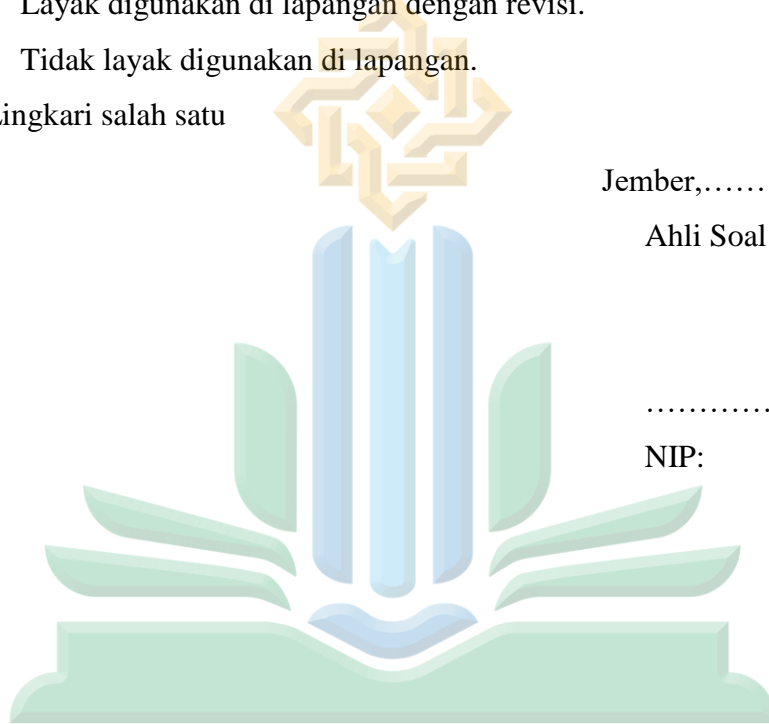 Layak digunakan di lapangan dengan revisi.
Tidak layak digunakan di lapangan.
Lingkari salah satu
Jember,……
Ahli Soal
………….
NIP: